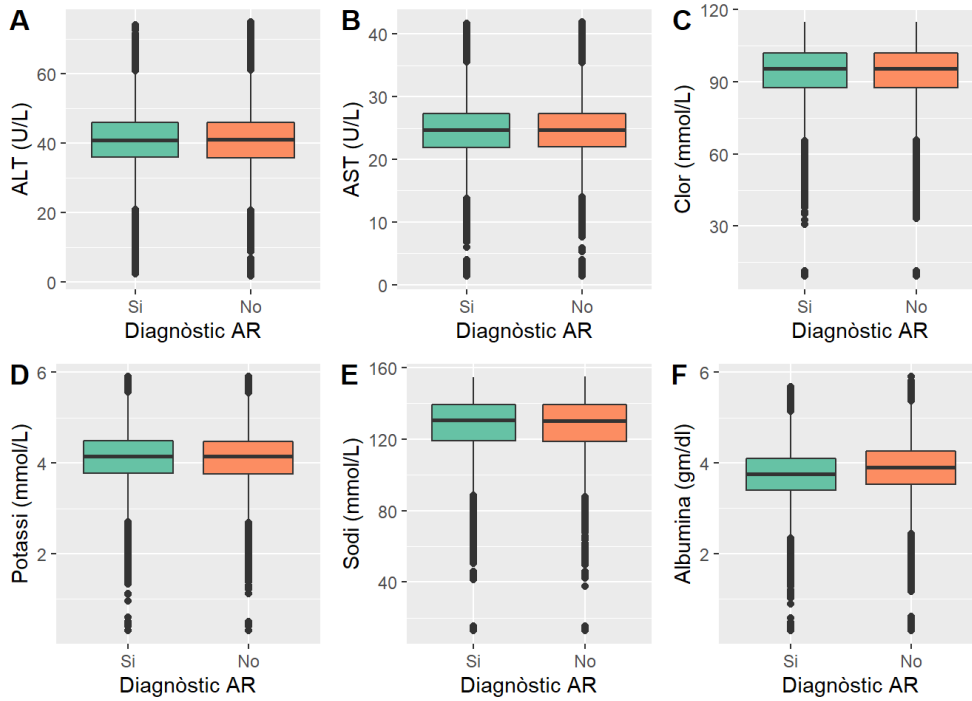 A
ALT (U/L)
60
40
20
0
Si No
Diagnòstic AR
B
AST (U/L)
40
30
20
10
0
Si No
Diagnòstic AR
C
Clor (mmol/L)
120
90
60
30
Si No
Diagnòstic AR
D
Potassi (mmol/L)
6
4
2
Si No
Diagnòstic AR
E
Sodi (mmol/L)
160
120
80
40
Si No
Diagnòstic AR
F
Albumina (gm/dl)
6
4
2
Si No
Diagnòstic AR